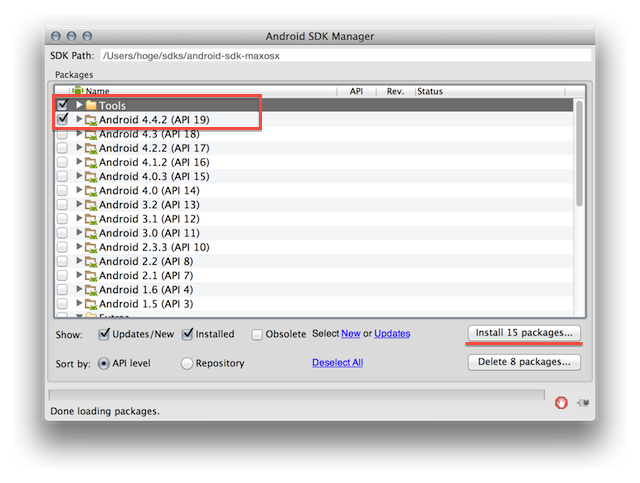 Android SDK Manager
SDK Path: /Users/hoge/sdks/android-sdk-maxosx
Packages
Name API Rev. Status
Tools
Android 4.4.2 (API 19)
Android 4.3 (API 18)
Android 4.2.2 (API 17)
Android 4.1.2 (API 16)
Android 4.0.3 (API 15)
Android 4.0 (API 14)
Android 3.2 (API 13)
Android 3.1 (API 12)
Android 3.0 (API 11)
Android 2.3.3 (API 10)
Android 2.2 (API 8)
Android 2.1 (API 7)
Android 1.6 (API 4)
Android 1.5 (API 3)
Extras
Show: Updates/New Installed Obsolete Select New or Updates Install 15 packages...
Sort by: API level Repository Deselect All Delete 8 packages...
Done loading packages.